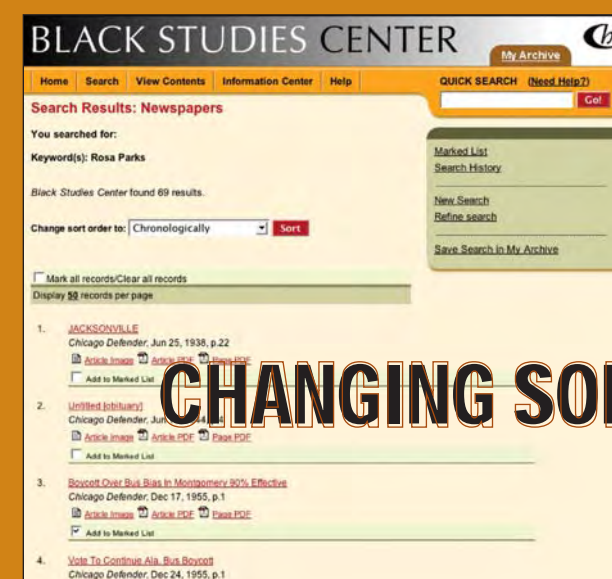 BLACK STUDIES CENTER
My Archive
Home Search View Contents Information Center Help
QUICK SEARCH (Need Help?)
Go!
Search Results: Newspapers
You searched for:
Keyword(s): Rosa Parks
Black Studies Center found 69 results.
Change sort order to: Chronologically Sort
Marked List
Search History
New Search
Refine search
Save Search in My Archive
Mark all records/Clear all records
Display 50 records per page
1. JACKSONVILLE
Chicago Defender, Jun 25, 1938, p.22
Article Image Article PDF Page PDF
Add to Marked List
CHANGING
2. Untitled [obituary]
Chicago Defender,
Article Image Article PDF Page PDF
Add to Marked List
3. Boycott Over Bus Bias In Montgomery 90% Effective
Chicago Defender, Dec 17, 1955, p.1
Article Image Article PDF Page PDF
Add to Marked List
4. Vote To Continue Ala. Bus Boycott
Chicago Defender, Dec 24, 1955, p.1